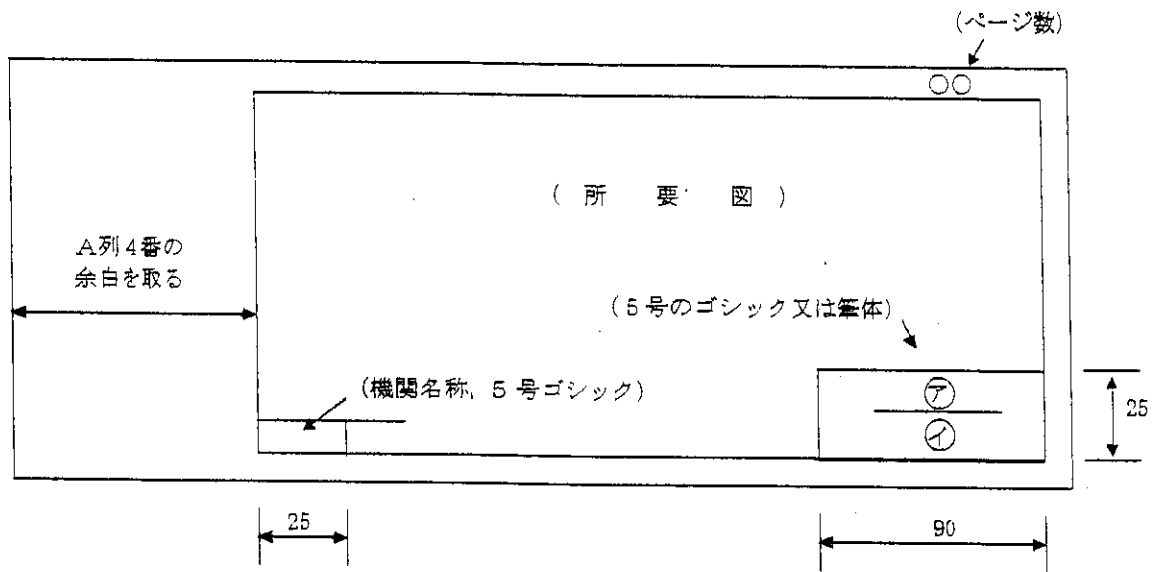 (ページ数)
○○
(所要図)
A列4番の
余白を取る
(5号のゴシック又は筆体)
(機関名称, 5号ゴシック)
ア
イ
25
25
90